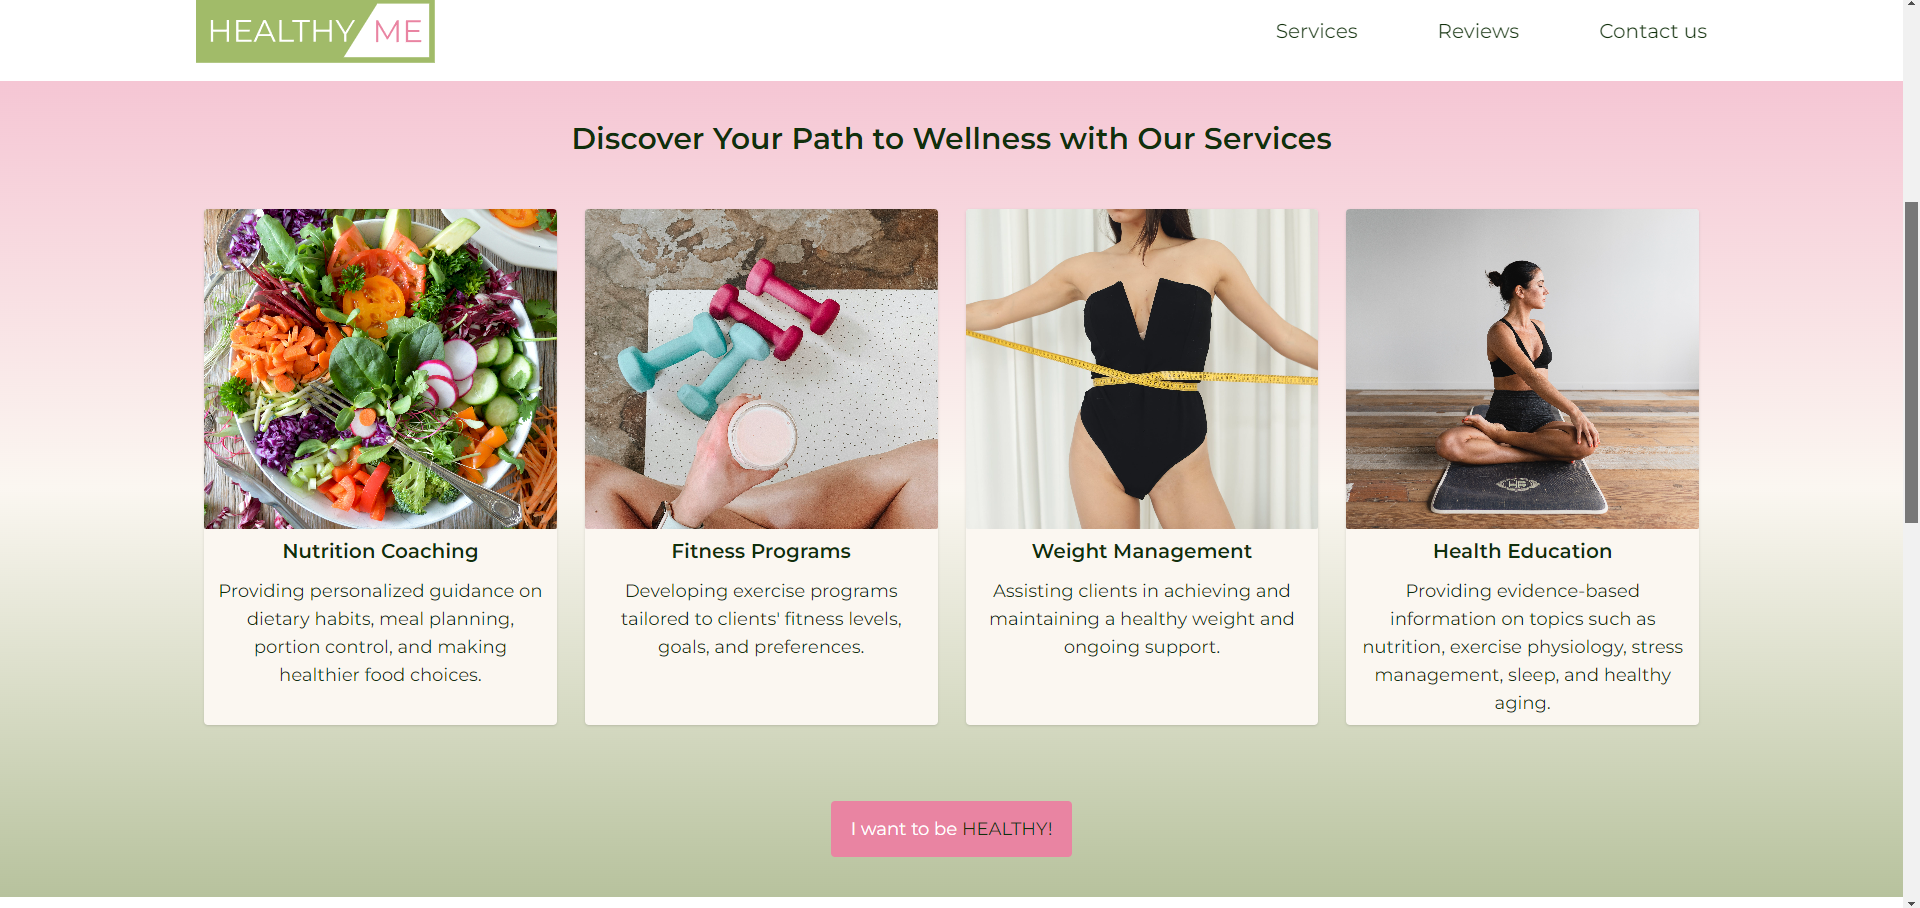 HEALTHY ME
Services
Reviews
Contact us
Discover Your Path to Wellness with Our Services
Nutrition Coaching
Providing personalized guidance on
dietary habits, meal planning,
portion control, and making
healthier food choices.
Fitness Programs
Developing exercise programs
tailored to clients' fitness levels,
goals, and preferences.
Weight Management
Assisting clients in achieving and
maintaining a healthy weight and
ongoing support.
Health Education
Providing evidence-based
information on topics such as
nutrition, exercise physiology, stress
management, sleep, and healthy
aging.
I want to be HEALTHY!